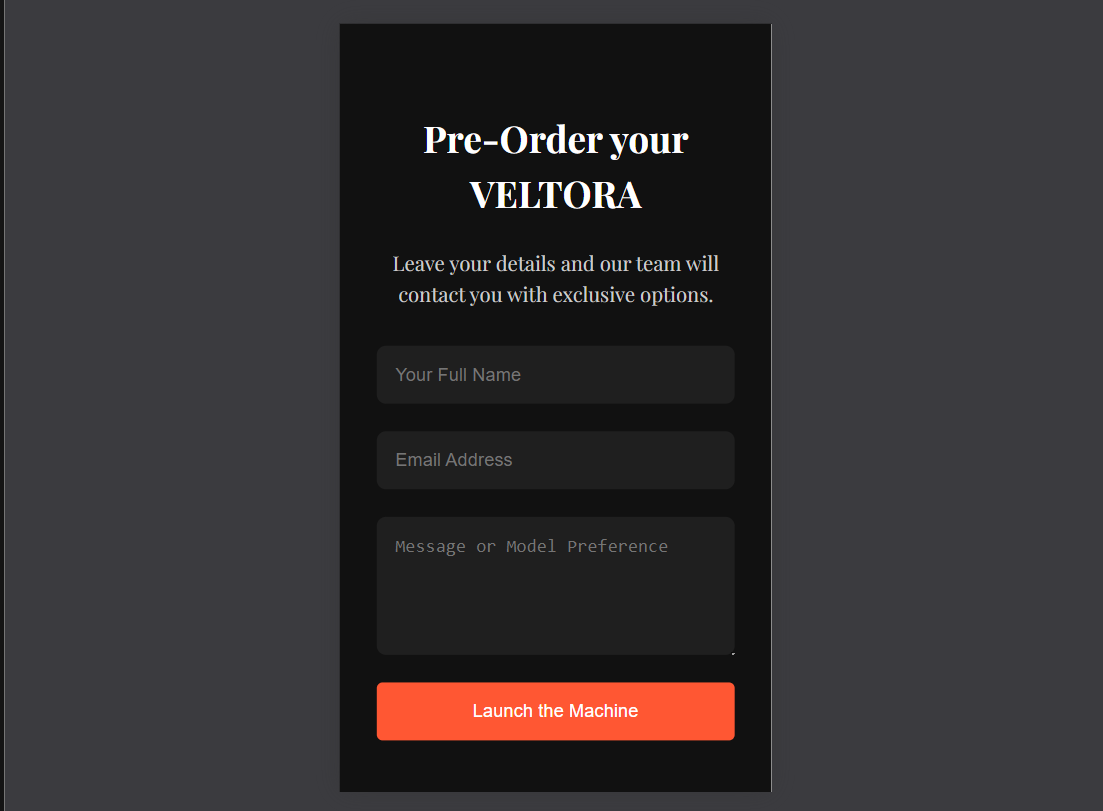 Pre-Order your
VELTORA
Leave your details and our team will
contact you with exclusive options.
Your Full Name
Email Address
Message or Model Preference
Launch the Machine